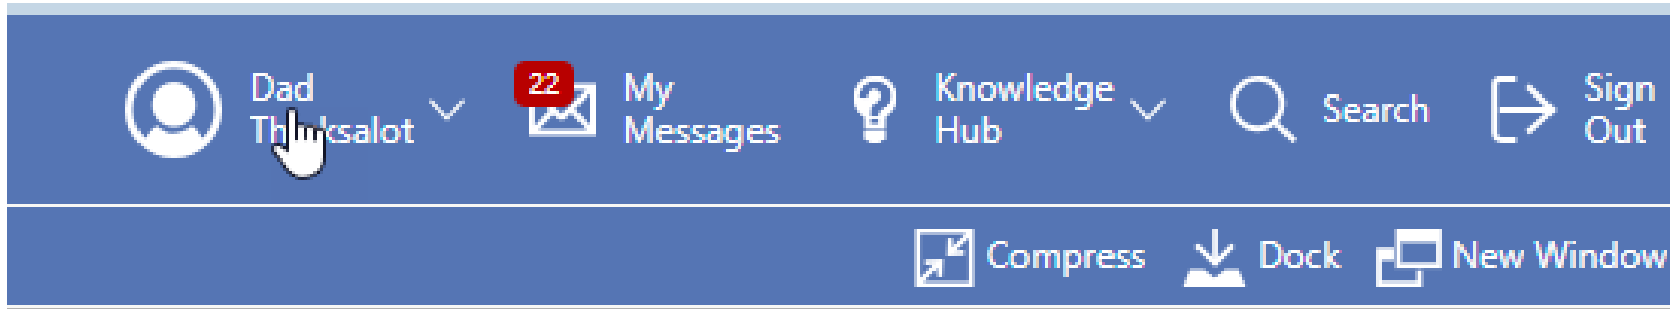 Dad
22
My
Messages
Knowledge
Hub
Search
Sign
Out
Compress
Dock
New Window